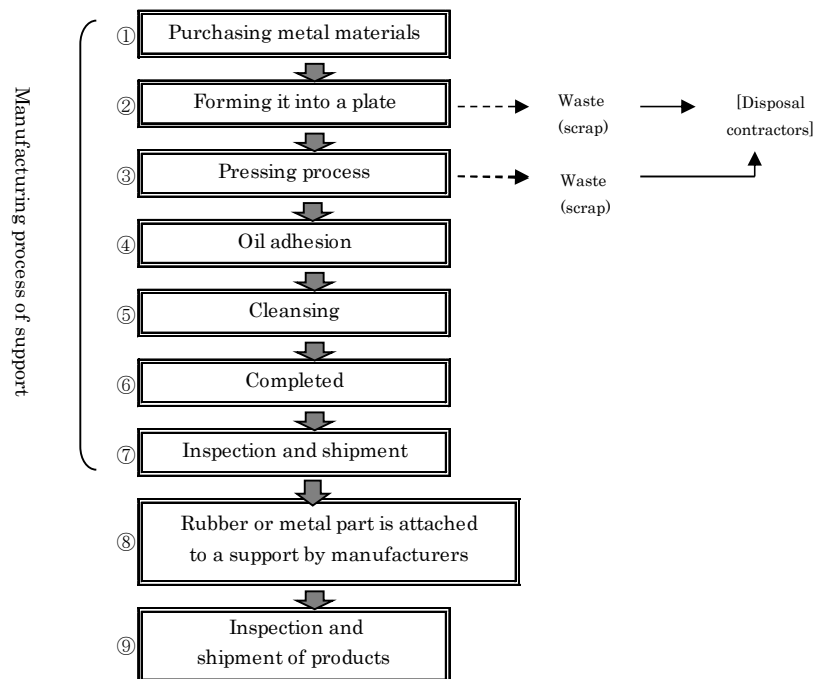 Manufacturing process of support
① Purchasing metal materials
② Forming it into a plate
Waste
(scrap)
[Disposal
contractors]
③ Pressing process
Waste
(scrap)
④ Oil adhesion
⑤ Cleansing
⑥ Completed
⑦ Inspection and shipment
⑧ Rubber or metal part is attached
to a support by manufacturers
⑨ Inspection and
shipment of products